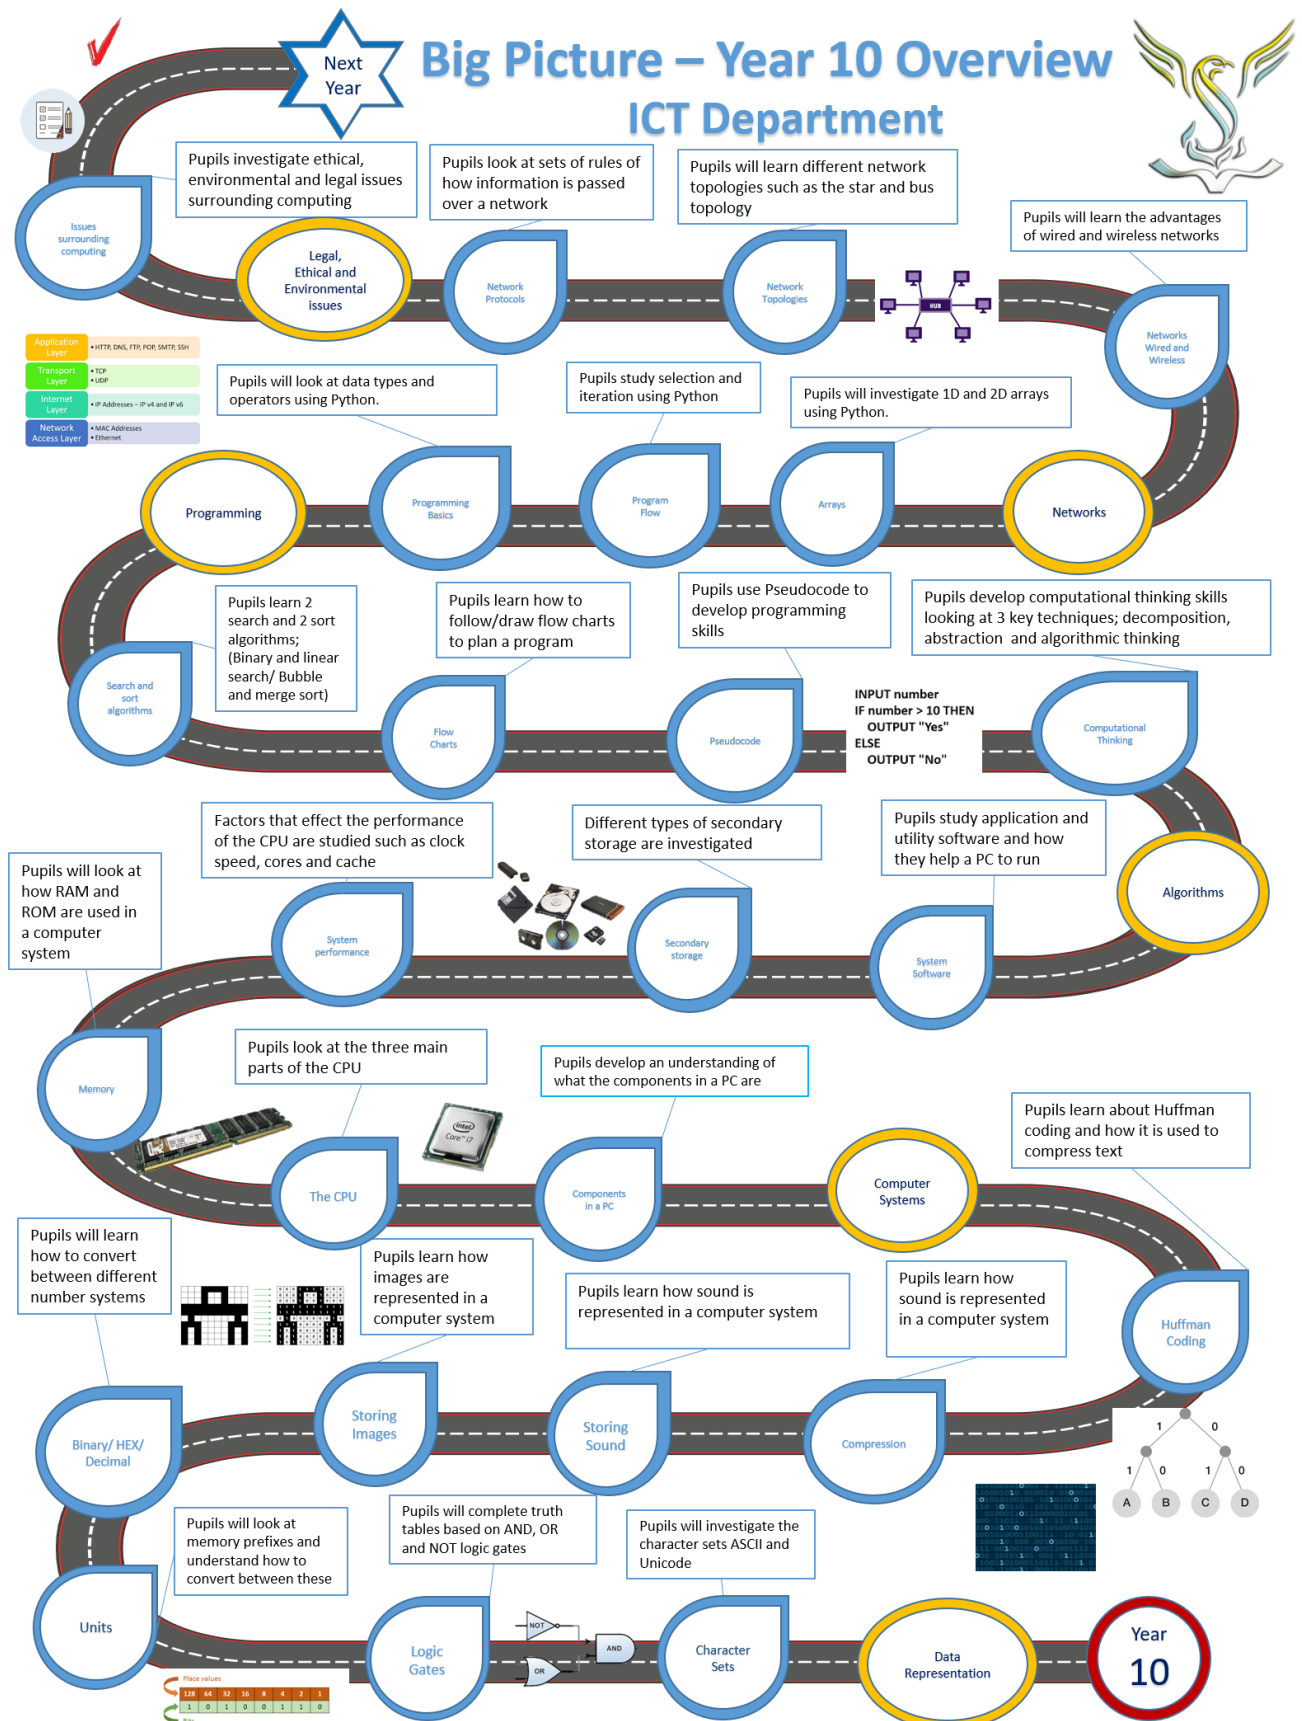 Big Picture – Year 10 Overview
ICT Department
Next
Year
Pupils investigate ethical,
environmental and legal issues
surrounding computing
Pupils look at sets of rules of
how information is passed
over a network
Pupils will learn different network
topologies such as the star and bus
topology
Pupils will learn the advantages
of wired and wireless networks
Issues
surrounding
computing
Legal,
Ethical and
Environmental
issues
Network
Protocols
Network
Topologies
HUB
Networks
Wired and
Wireless
Application
Layer
• HTTP, DNS, FTP, POP, SMTP, SSH
Transport
Layer
• TCP
• UDP
Internet
Layer
• IP Addresses – IP v4 and IP v6
Network
Access Layer
• MAC Addresses
• Ethernet
Pupils will look at data types and
operators using Python.
Pupils study selection and
iteration using Python
Pupils will investigate 1D and 2D arrays
using Python.
Programming
Programming
Basics
Program
Flow
Arrays
Networks
Pupils learn 2
search and 2 sort
algorithms;
(Binary and linear
search/ Bubble
and merge sort)
Pupils learn how to
follow/draw flow charts
to plan a program
Pupils use Pseudocode to
develop programming
skills
Pupils develop computational thinking skills
looking at 3 key techniques; decomposition,
abstraction and algorithmic thinking
Search and
sort
algorithms
Flow
Charts
Pseudocode
INPUT number
IF number > 10 THEN
OUTPUT "Yes"
ELSE
OUTPUT "No"
Computational
Thinking
Factors that effect the performance
of the CPU are studied such as clock
speed, cores and cache
Different types of secondary
storage are investigated
Pupils study application and
utility software and how
they help a PC to run
Pupils will look at
how RAM and
ROM are used in
a computer
system
System
performance
Secondary
storage
System
Software
Algorithms
Memory
Pupils look at the three main
parts of the CPU
Pupils develop an understanding of
what the components in a PC are
Pupils learn about Huffman
coding and how it is used to
compress text
intel
Core i7
The CPU
Components
in a PC
Computer
Systems
Pupils will learn
how to convert
between different
number systems
Pupils learn how
images are
represented in a
computer system
Pupils learn how sound is
represented in a computer system
Pupils learn how
sound is represented
in a computer system
Huffman
Coding
Binary/ HEX/
Decimal
Storing
Images
Storing
Sound
Compression
1 0
1 0 1 0
A B C D
Pupils will look at
memory prefixes and
understand how to
convert between these
Pupils will complete truth
tables based on AND, OR
and NOT logic gates
Pupils will investigate the
character sets ASCII and
Unicode
Units
Logic
Gates
NOT
OR
AND
Character
Sets
Data
Representation
Year
10
Place values
128 64 32 16 8 4 2 1
1 0 1 0 0 1 1 0